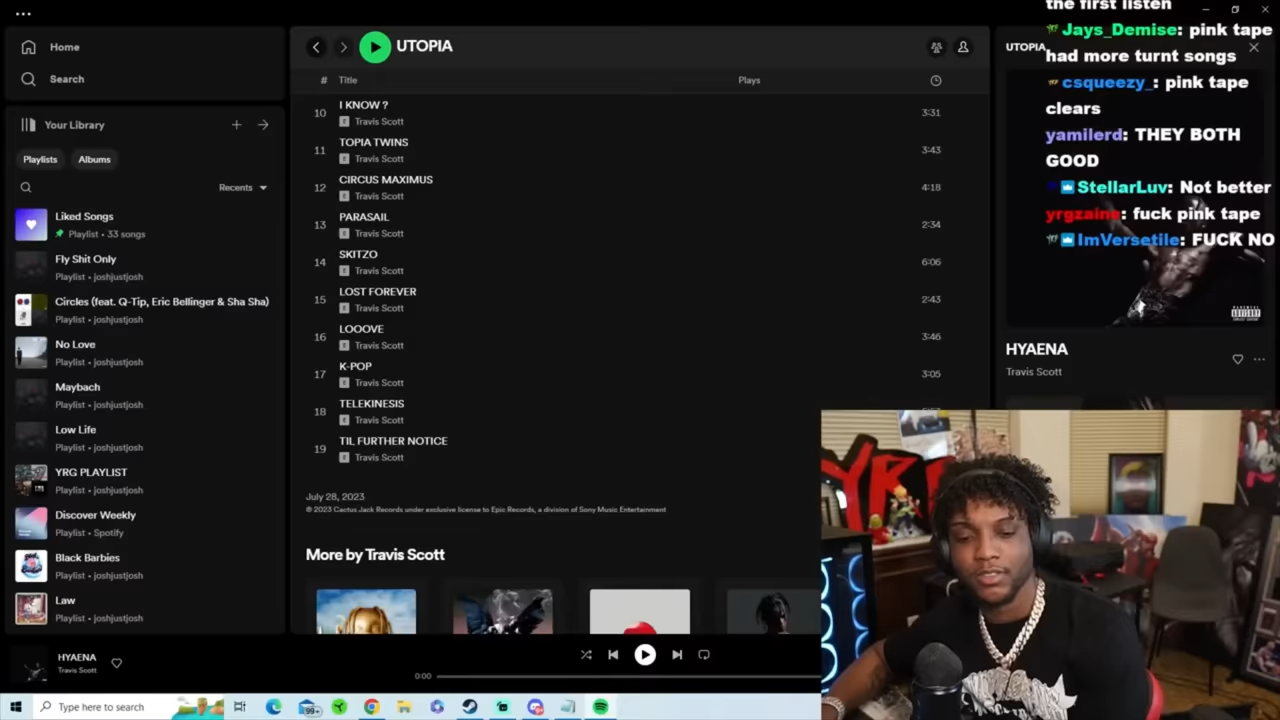 Home
Search
Your Library
Playlists
Albums
Recents
Liked Songs
Playlist • 33 songs
Fly Shit Only
Playlist • joshjustjosh
Circles (feat. Q-Tip, Eric Bellinger & Sha Sha)
Playlist • joshjustjosh
No Love
Playlist • joshjustjosh
Maybach
Playlist • joshjustjosh
Low Life
Playlist • joshjustjosh
YRG PLAYLIST
Playlist • joshjustjosh
Discover Weekly
Playlist • Spotify
Black Barbies
Playlist • joshjustjosh
Law
Playlist • joshjustjosh
UTOPIA
# Title Plays
10 I KNOW ? 3:31
E Travis Scott
11 TOPIA TWINS 3:43
E Travis Scott
12 CIRCUS MAXIMUS 4:18
E Travis Scott
13 PARASAIL 2:34
E Travis Scott
14 SKITZO 6:06
E Travis Scott
15 LOST FOREVER 2:43
E Travis Scott
16 LOOOVE 3:46
E Travis Scott
17 K-POP 3:05
E Travis Scott
18 TELEKINESIS
E Travis Scott
19 TIL FURTHER NOTICE
E Travis Scott
July 28, 2023
© 2023 Cactus Jack Records under exclusive license to Epic Records, a division of Sony Music Entertainment
More by Travis Scott
the first listen
Jays_Demise: pink tape
had more turnt songs
csqueezy_: pink tape
clears
yamilerd: THEY BOTH
GOOD
StellarLuv: Not better
yrgzaine: fuck pink tape
ImVersetile: FUCK NO
UTOPIA
HYAENA
Travis Scott
YRG
HYAENA
Travis Scott
0:00
Type here to search
99+